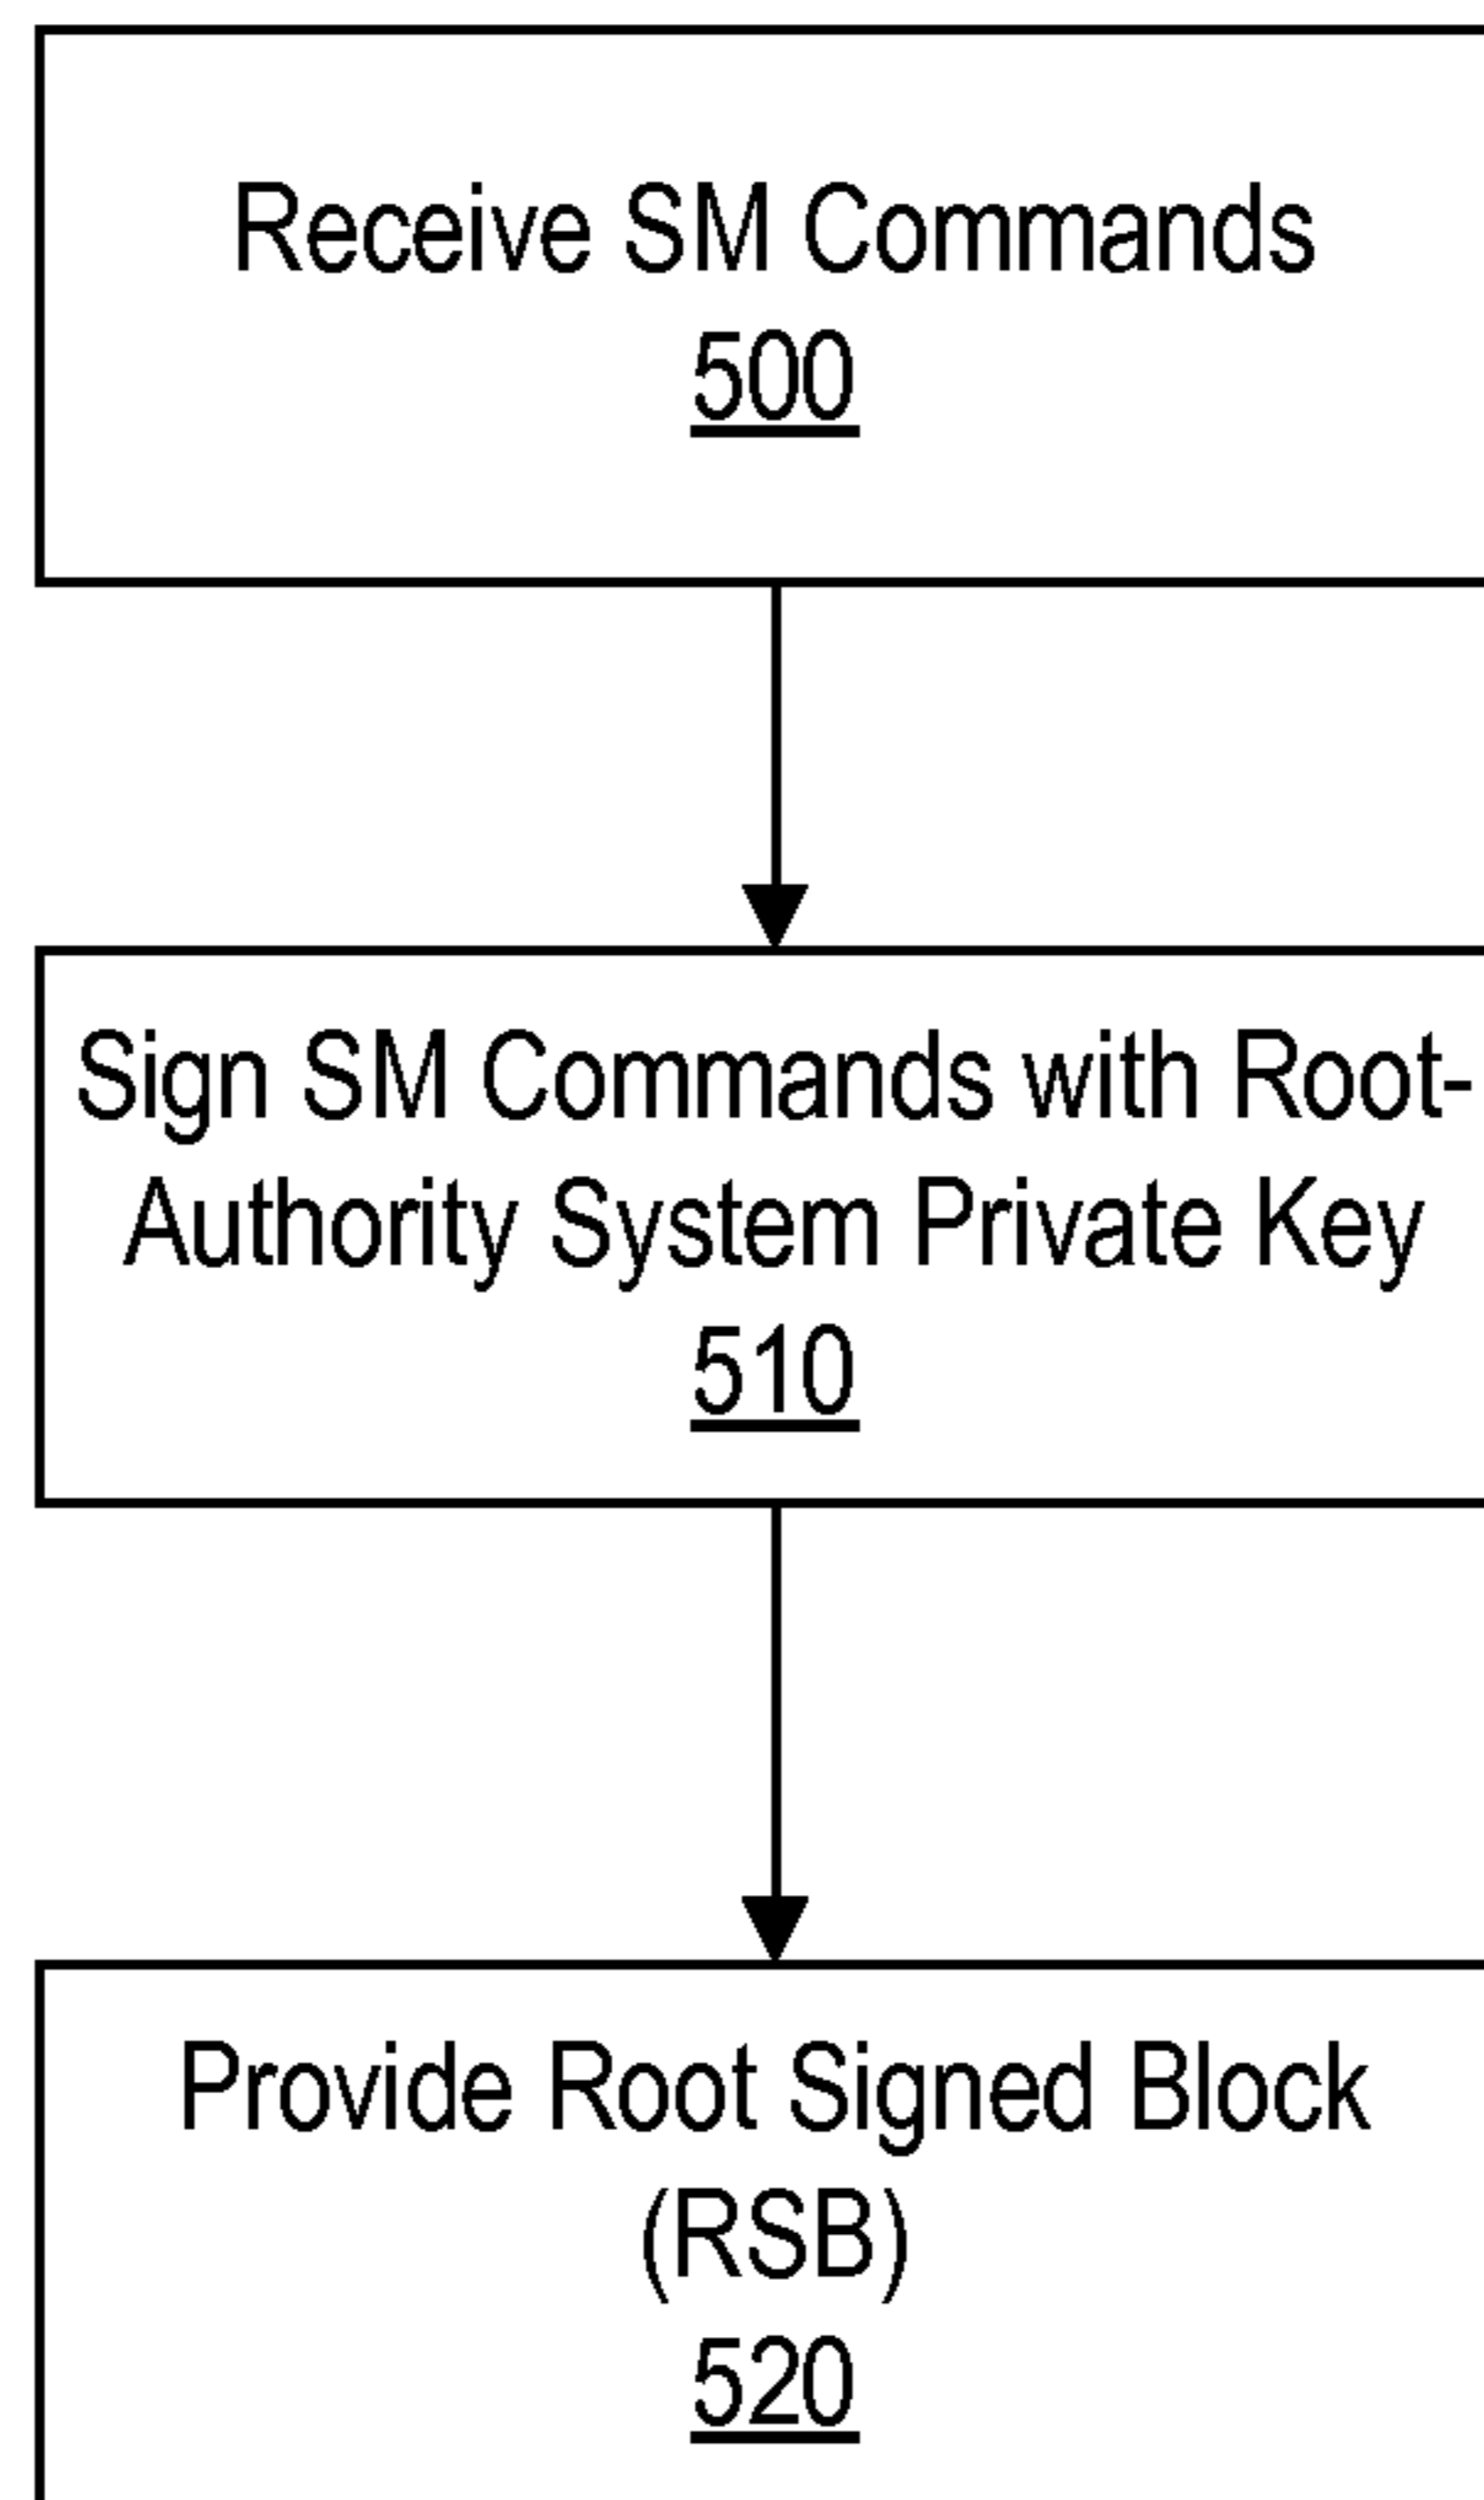 Receive SM Commands
500
Sign SM Commands with Root-
Authority System Private Key
510
Provide Root Signed Block
(RSB)
520